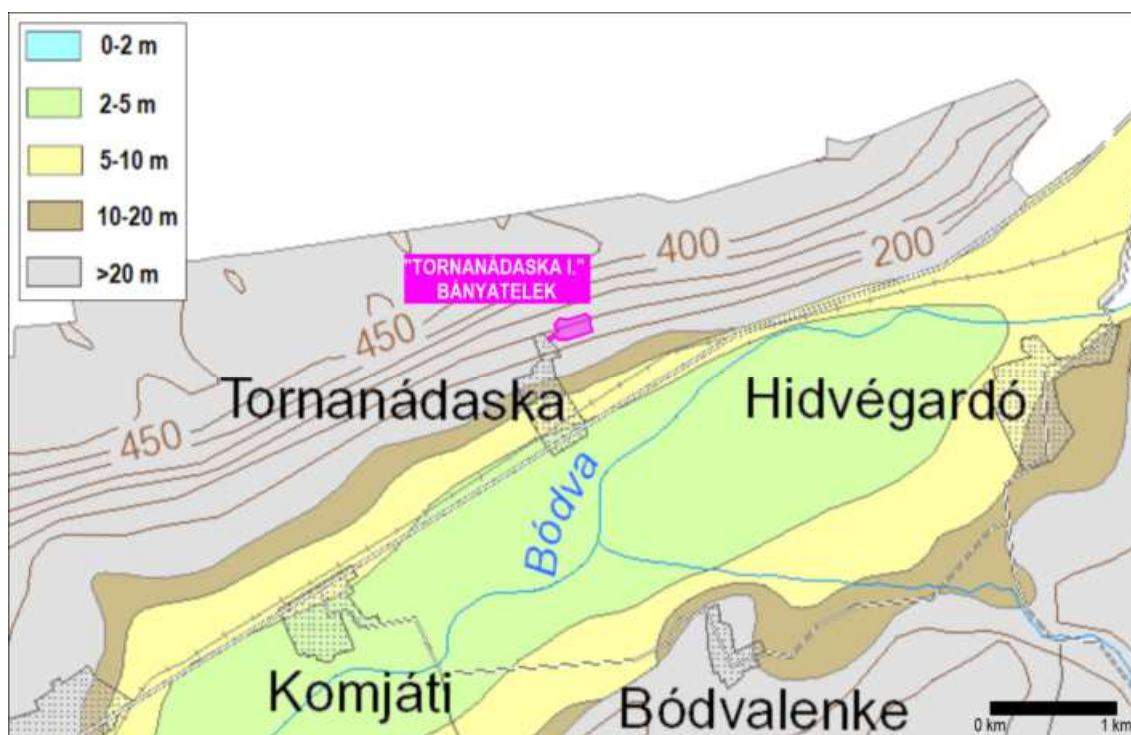 0-2 m
2-5 m
5-10 m
10-20 m
>20 m
400
200
"TORNANÁDASKA I."
BÁNYATELEK
450
Tornanádaska
Hidvégardó
450
Bódva
Komjáti
Bódvalenke
0 km
1 km